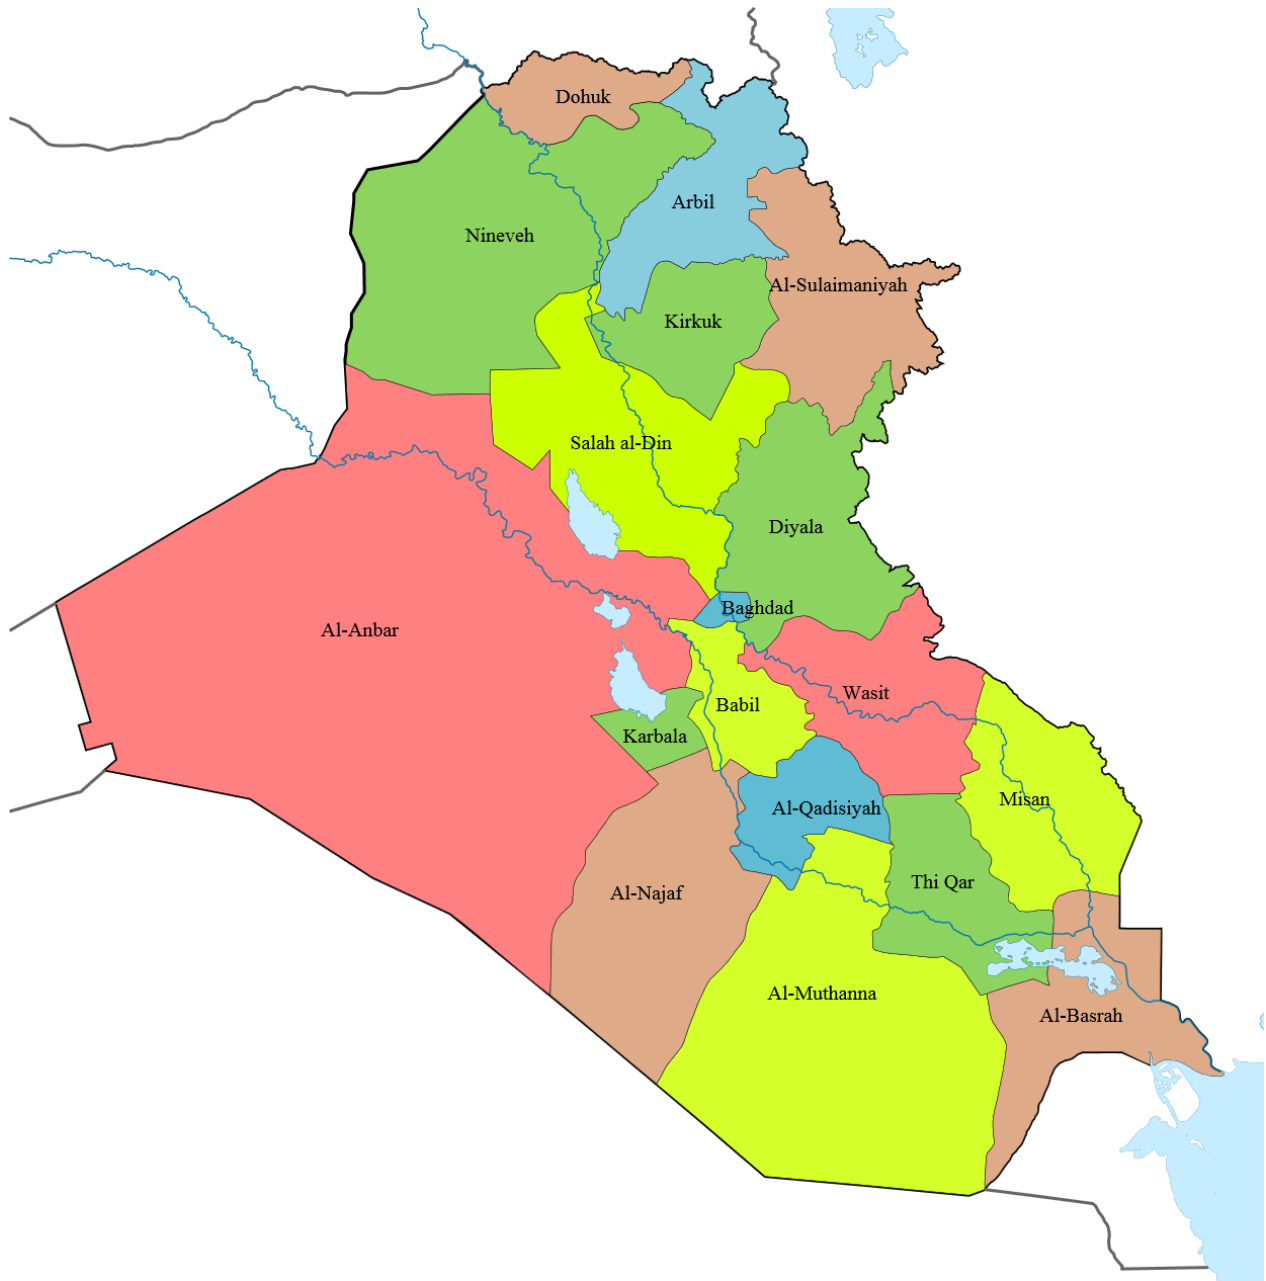 Dohuk
Arbil
Nineveh
Al-Sulaimaniyah
Kirkuk
Salah al-Din
Diyala
Baghdad
Al-Anbar
Wasit
Babil
Karbala
Misan
Al-Qadisiyah
Thi Qar
Al-Najaf
Al-Muthanna
Al-Basrah